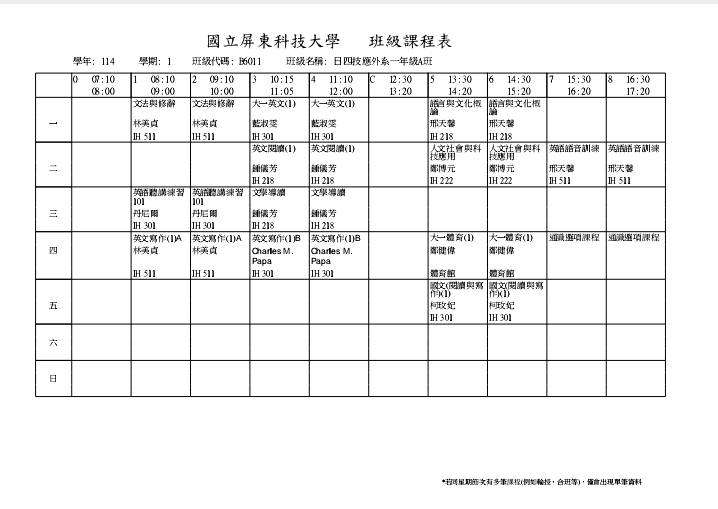 國立屏東科技大學 班級課程表
學年: 114 學期: 1 班級代碼: B6011 班級名稱: 日四技應外系一年級A班
0 07:10 1 08:10 2 09:10 3 10:15 4 11:10 C 12:30 5 13:30 6 14:30 7 15:30 8 16:30
08:00 09:00 10:00 11:05 12:00 13:20 14:20 15:20 16:20 17:20
一
文法與修辭 文法與修辭 大一英文(1) 大一英文(1) 語言與文化概 語言與文化概
論 論
林美貞 林美貞 藍淑雯 藍淑雯 邢天馨 邢天馨
IH 511 IH 511 IH 301 IH 301 IH 218 IH 218
二
英文閱讀(1) 英文閱讀(1) 人文社會與科 人文社會與科 英語語音訓練 英語語音訓練
技應用 技應用
鍾儀芳 鍾儀芳 鄭博元 鄭博元 邢天馨 邢天馨
IH 218 IH 218 IH 222 IH 222 IH 511 IH 511
三
英語聽講練習 英語聽講練習 文學導讀 文學導讀
101 101
丹尼爾 丹尼爾 鍾儀芳 鍾儀芳
IH 301 IH 301 IH 218 IH 218
四
英文寫作(1)A 英文寫作(1)A 英文寫作(1)B 英文寫作(1)B 大一體育(1) 大一體育(1) 通識選項課程 通識選項課程
林美貞 林美貞 Charles M. Charles M. 鄭健偉 鄭健偉
Papa Papa
IH 511 IH 511 IH 301 IH 301 體育館 體育館
五
國文(閱讀與寫 國文(閱讀與寫
作)(1) 作)(1)
柯玫妃 柯玫妃
IH 301 IH 301
六
日
*若同星期節次有多筆課程(例如輪授、合班等)，僅會出現單筆資料